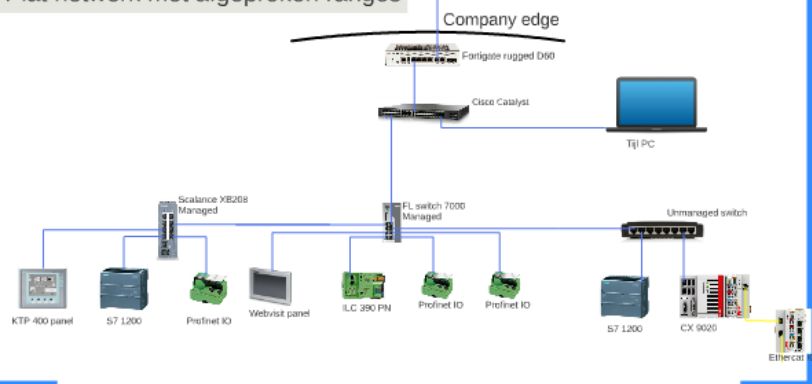 Company edge
Fortigate rugged D60
Cisco Catalyst
Tijl PC
Scalance XB208
Managed
FL switch 7000
Managed
Unmanaged switch
KTP 400 panel
S7 1200
Profinet IO
Webvisit panel
ILC 390 PN
Profinet IO
Profinet IO
S7 1200
CX 9020
Ethercat